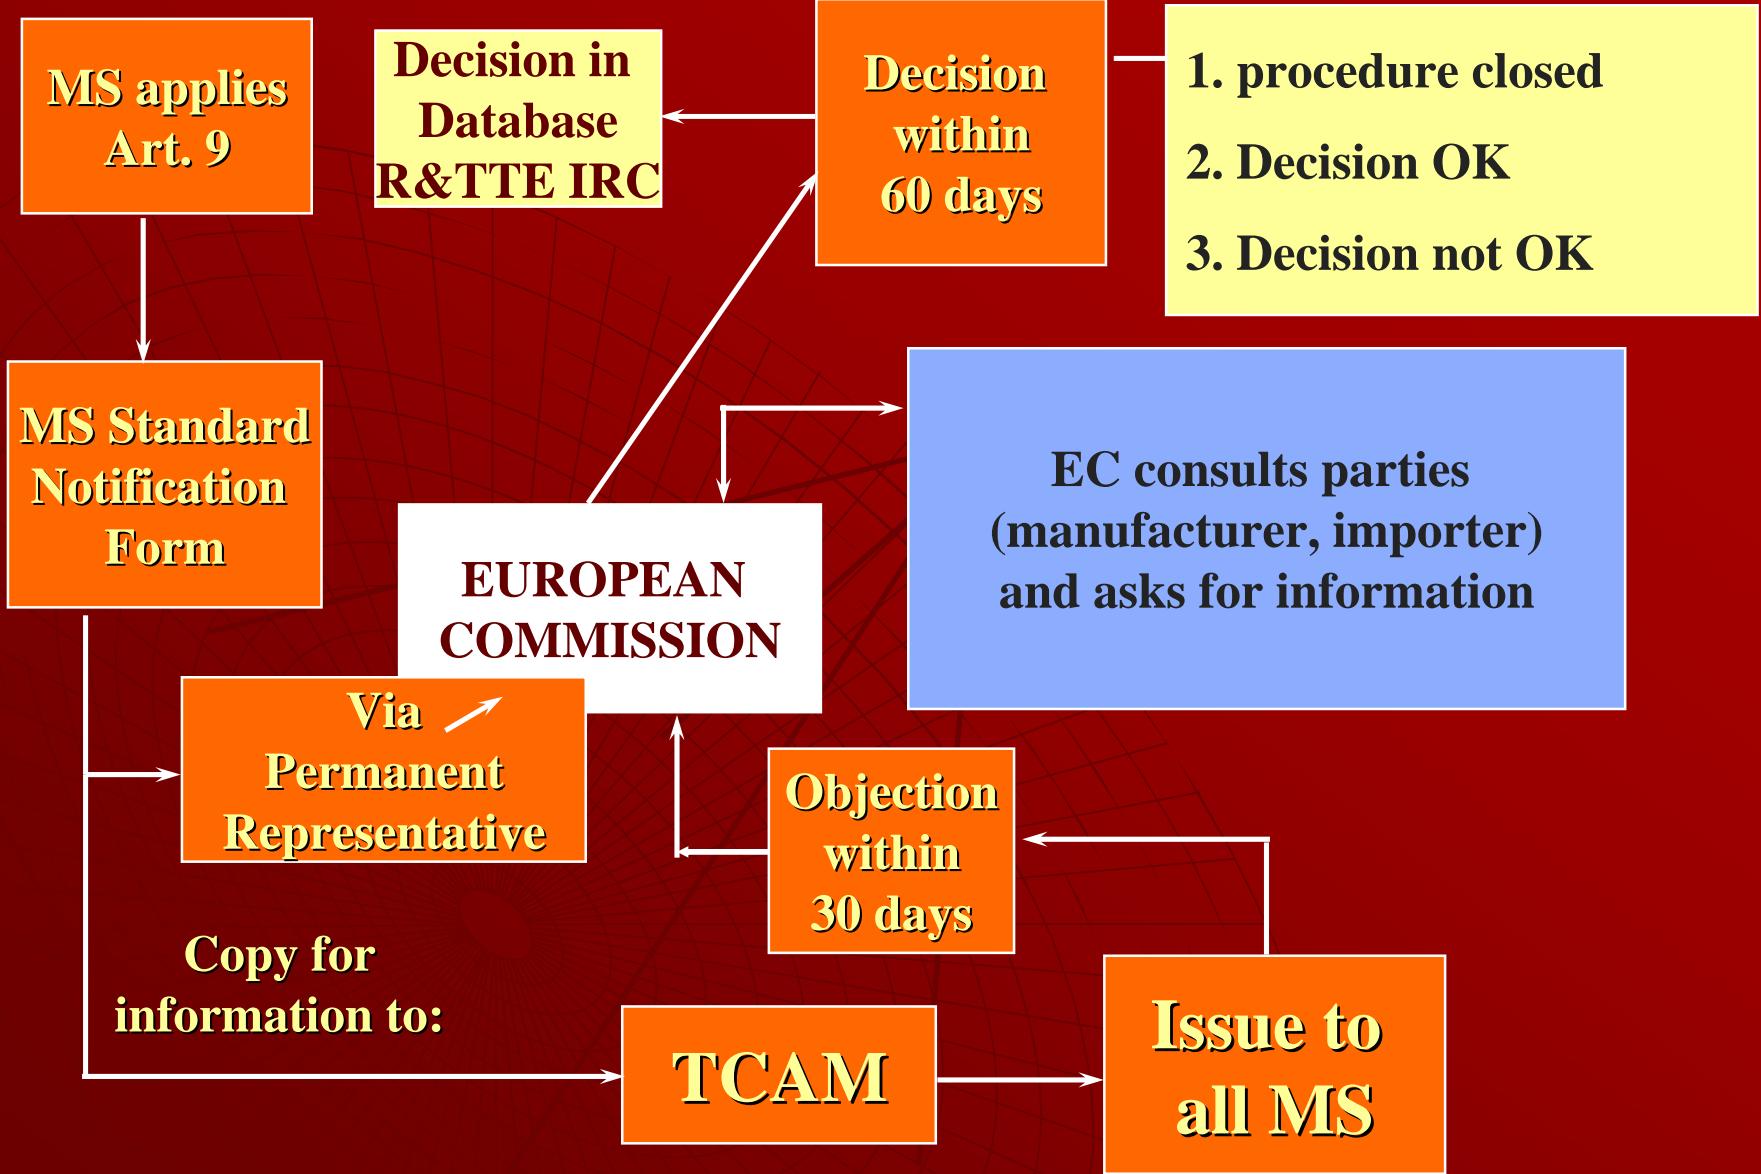 MS applies
Art. 9
Decision in
Database
R&TTE IRC
Decision
within
60 days
1. procedure closed
2. Decision OK
3. Decision not OK
MS Standard
Notification
Form
EUROPEAN
COMMISSION
EC consults parties
(manufacturer, importer)
and asks for information
Via
Permanent
Representative
Objection
within
30 days
Copy for
information to:
TCAM
Issue to
all MS